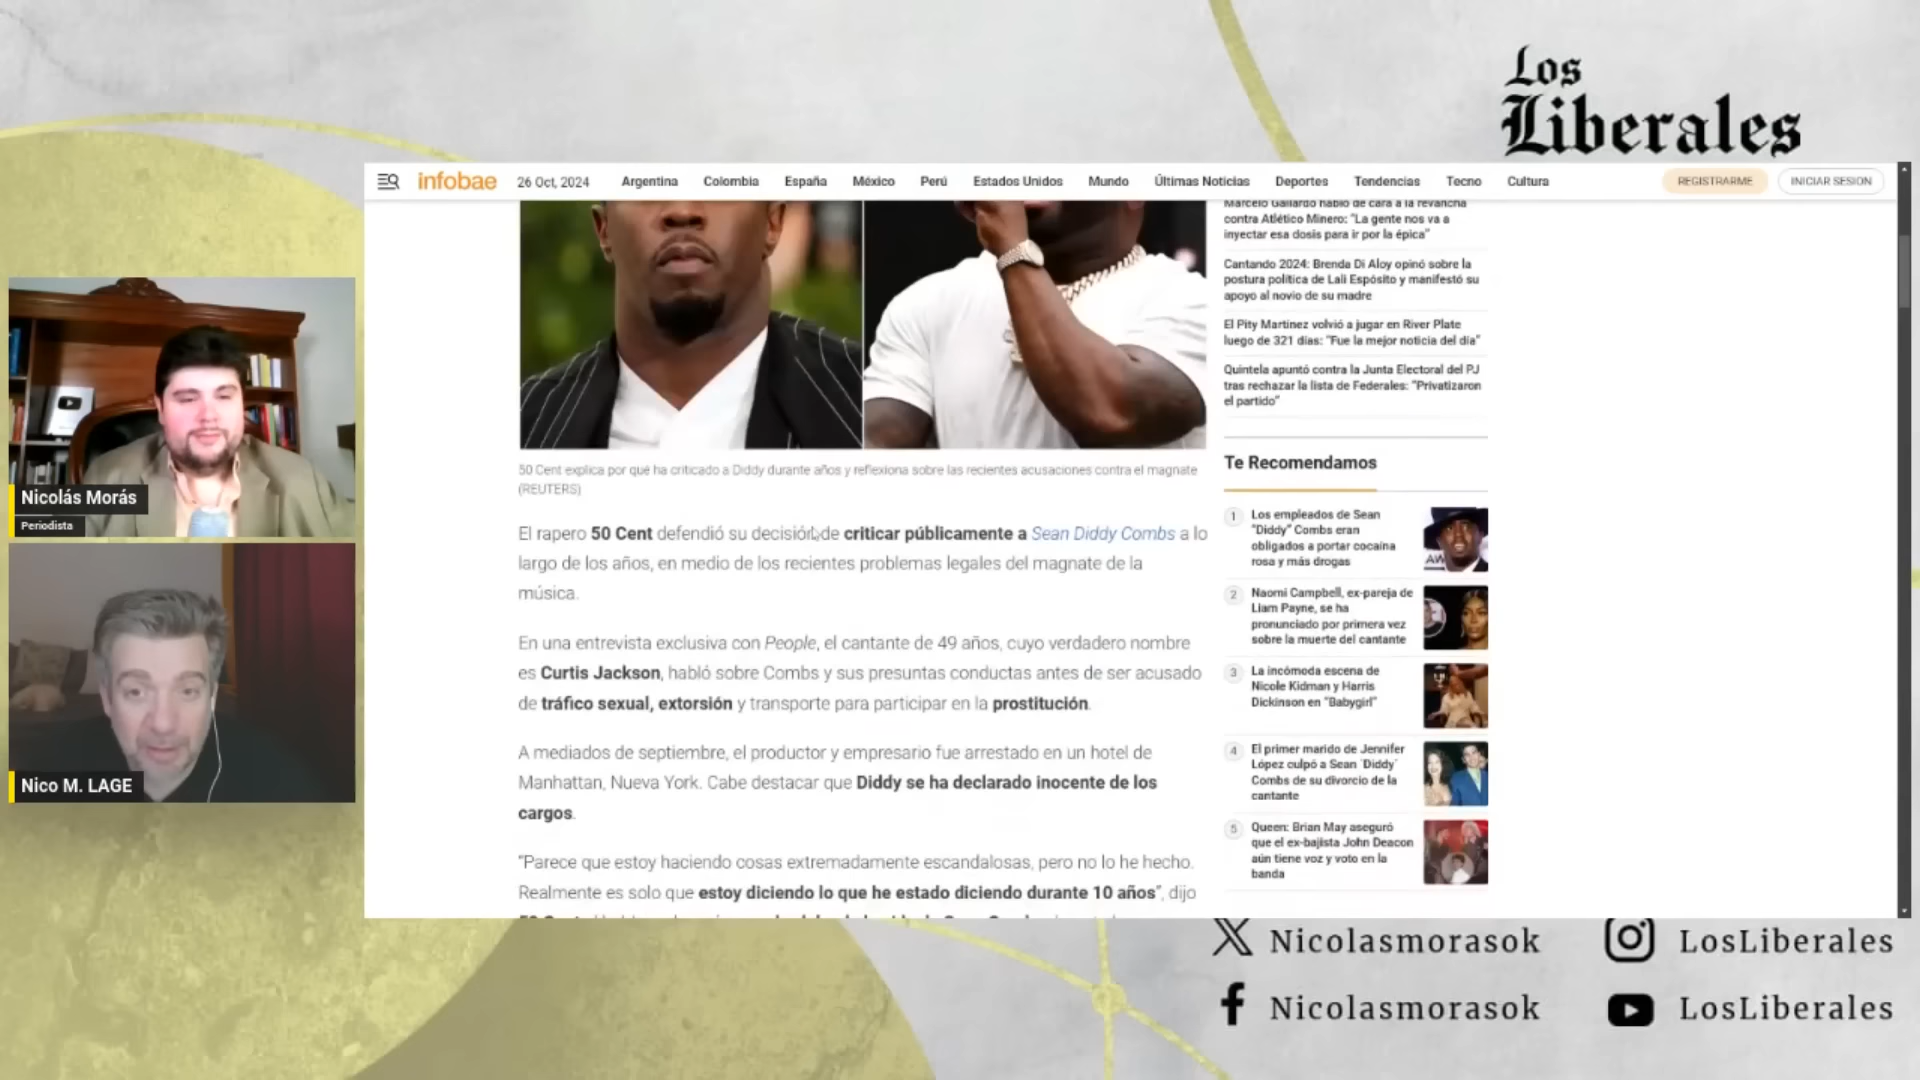 Los
Liberales
infobae
26 Oct, 2024
Argentina
Colombia
España
México
Perú
Estados Unidos
Mundo
Últimas Noticias
Deportes
Tendencias
Tecno
Cultura
REGISTRARME
INICIAR SESIÓN
Marcelo Gallardo habló de cara a la revancha
contra Atlético Minero: "La gente nos va a
inyectar esa dosis para ir por la épica"
Cantando 2024: Brenda Di Aloy opinó sobre la
postura política de Lali Espósito y manifestó su
apoyo al novio de su madre
El Pity Martínez volvió a jugar en River Plate
luego de 321 días: "Fue la mejor noticia del día"
Quintela apuntó contra la Junta Electoral del PJ
tras rechazar la lista de Federales: "Privatizaron
el partido"
50 Cent explica por qué ha criticado a Diddy durante años y reflexiona sobre las recientes acusaciones contra el magnate
(REUTERS)
El rapero 50 Cent defendió su decisión de criticar públicamente a Sean Diddy Combs a lo
largo de los años, en medio de los recientes problemas legales del magnate de la
música.
En una entrevista exclusiva con People, el cantante de 49 años, cuyo verdadero nombre
es Curtis Jackson, habló sobre Combs y sus presuntas conductas antes de ser acusado
de tráfico sexual, extorsión y transporte para participar en la prostitución.
A mediados de septiembre, el productor y empresario fue arrestado en un hotel de
Manhattan, Nueva York. Cabe destacar que Diddy se ha declarado inocente de los
cargos.
"Parece que estoy haciendo cosas extremadamente escandalosas, pero no lo he hecho.
Realmente es solo que estoy diciendo lo que he estado diciendo durante 10 años", dijo
Te Recomendamos
1
Los empleados de Sean
"Diddy" Combs eran
obligados a portar cocaína
rosa y más drogas
2
Naomi Campbell, ex-pareja de
Liam Payne, se ha
pronunciado por primera vez
sobre la muerte del cantante
3
La incómoda escena de
Nicole Kidman y Harris
Dickinson en "Babygirl"
4
El primer marido de Jennifer
López culpó a Sean 'Diddy'
Combs de su divorcio de la
cantante
5
Queen: Brian May aseguró
que el ex-bajista John Deacon
aún tiene voz y voto en la
banda
Nicolás Morás
Periodista
Nico M. LAGE
Nicolasmorasok
LosLiberales
Nicolasmorasok
LosLiberales